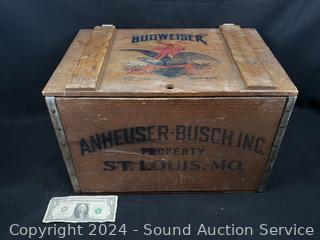 BUDWEISER
ANHEUSER-BUSCH INC.
PROPERTY
ST. LOUIS, MO.
Copyright 2024 - Sound Auction Service